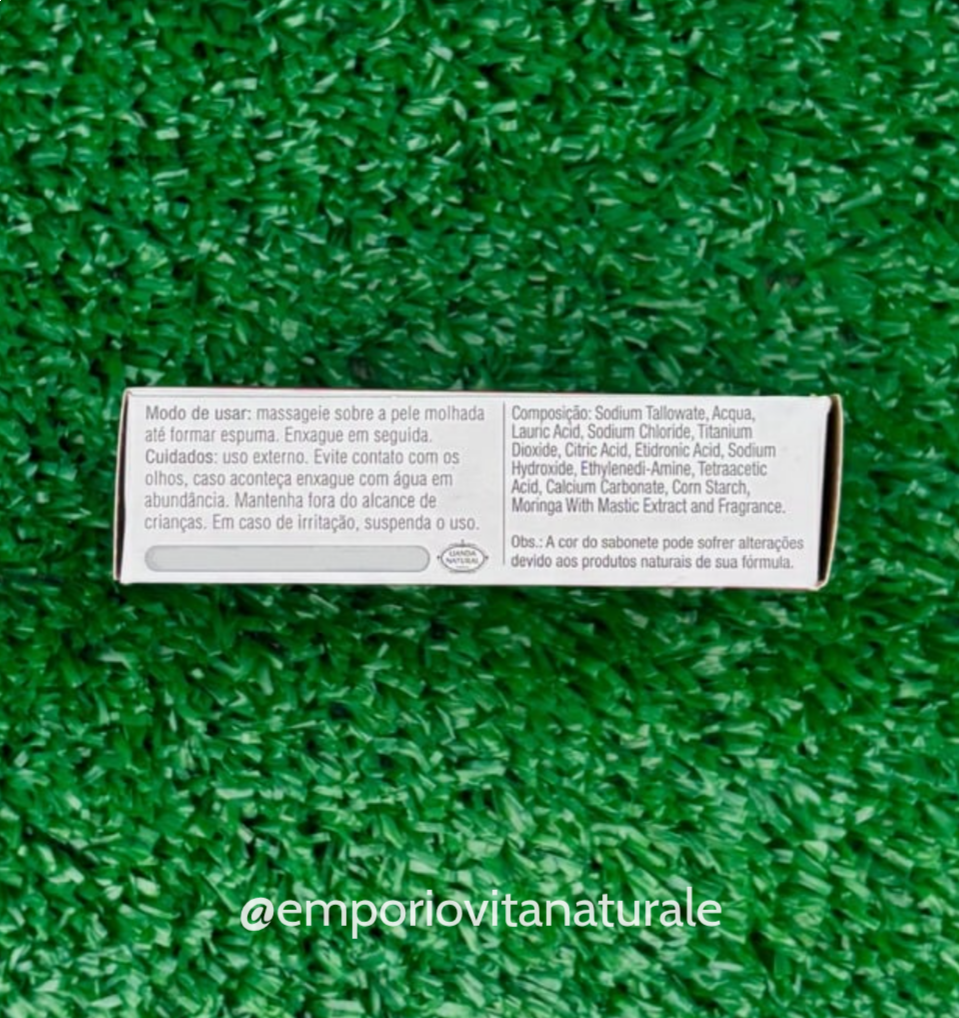 Modo de usar: massageie sobre a pele molhada
até formar espuma. Enxague em seguida.
Cuidados: uso externo. Evite contato com os
olhos, caso aconteça enxague com água em
abundância. Mantenha fora do alcance de
crianças. Em caso de irritação, suspenda o uso.
NATURAL
Composição: Sodium Tallowate, Acqua,
Lauric Acid, Sodium Chloride, Titanium
Dioxide, Citric Acid, Etidronic Acid, Sodium
Hydroxide, Ethylenedi-Amine, Tetraacetic
Acid, Calcium Carbonate, Corn Starch,
Moringa With Mastic Extract and Fragrance.
Obs.: A cor do sabonete pode sofrer alterações
devido aos produtos naturais de sua fórmula.
@emporiovitanaturale